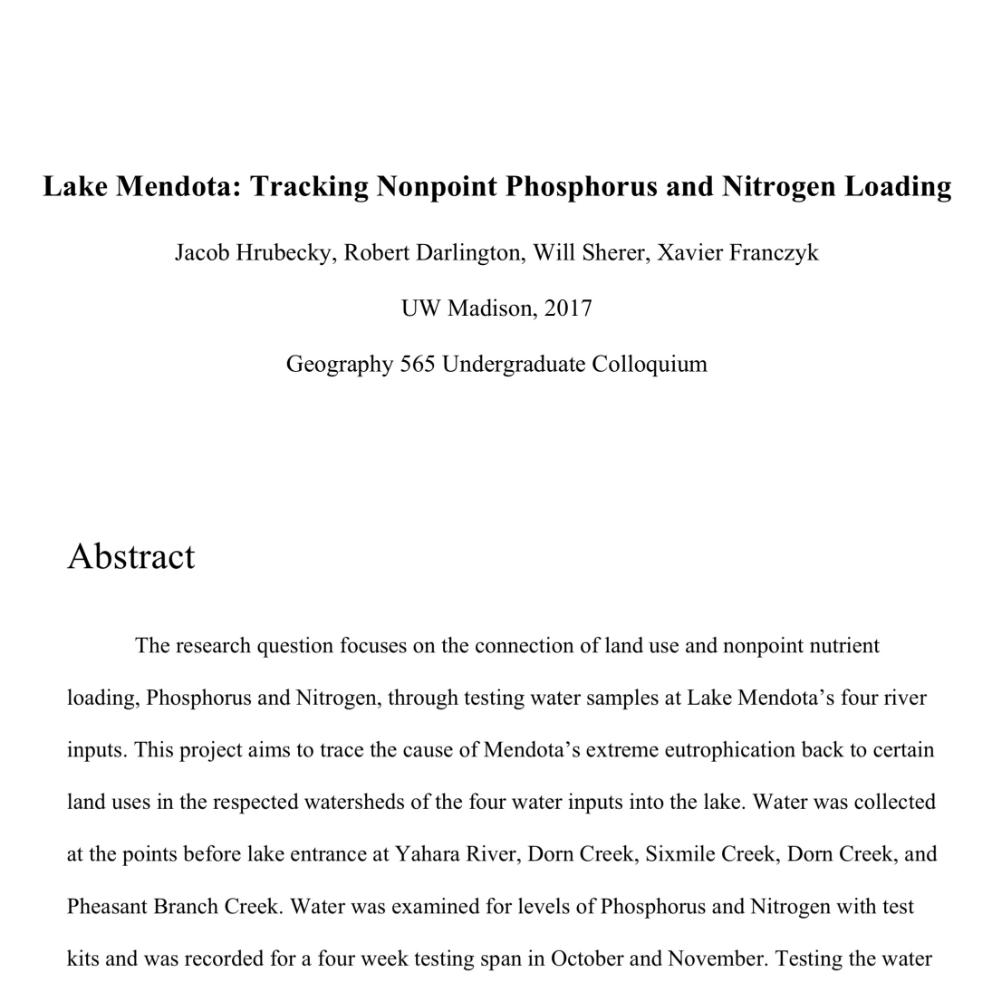 Lake Mendota: Tracking Nonpoint Phosphorus and Nitrogen Loading
Jacob Hrubecky, Robert Darlington, Will Sherer, Xavier Franczyk
UW Madison, 2017
Geography 565 Undergraduate Colloquium
Abstract
The research question focuses on the connection of land use and nonpoint nutrient
loading, Phosphorus and Nitrogen, through testing water samples at Lake Mendota’s four river
inputs. This project aims to trace the cause of Mendota’s extreme eutrophication back to certain
land uses in the respected watersheds of the four water inputs into the lake. Water was collected
at the points before lake entrance at Yahara River, Dorn Creek, Sixmile Creek, Dorn Creek, and
Pheasant Branch Creek. Water was examined for levels of Phosphorus and Nitrogen with test
kits and was recorded for a four week testing span in October and November. Testing the water